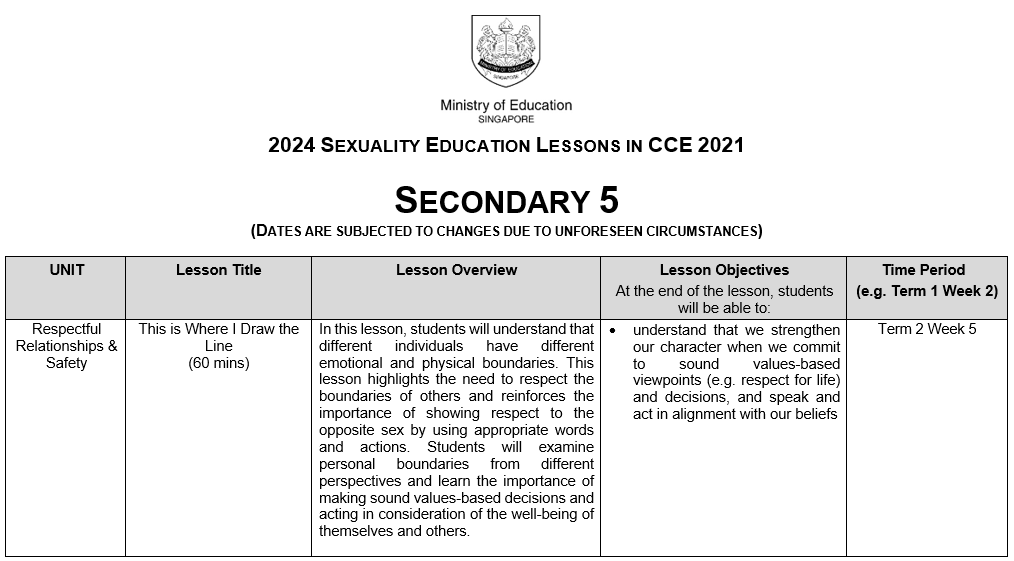 MINISTRY OF EDUCATION
SINGAPORE
Ministry of Education
SINGAPORE
2024 SEXUALITY EDUCATION LESSONS IN CCE 2021
SECONDARY 5
(DATES ARE SUBJECTED TO CHANGES DUE TO UNFORESEEN CIRCUMSTANCES)
UNIT
Lesson Title
Lesson Overview
Lesson Objectives
At the end of the lesson, students
will be able to:
Time Period
(e.g. Term 1 Week 2)
Respectful
Relationships &
Safety
This is Where I Draw the
Line
(60 mins)
In this lesson, students will understand that
different individuals have different
emotional and physical boundaries. This
lesson highlights the need to respect the
boundaries of others and reinforces the
importance of showing respect to the
opposite sex by using appropriate words
and actions. Students will examine
personal boundaries from different
perspectives and learn the importance of
making sound values-based decisions and
acting in consideration of the well-being of
themselves and others.
• understand that we strengthen
our character when we commit
to sound values-based
viewpoints (e.g. respect for life)
and decisions, and speak and
act in alignment with our beliefs
Term 2 Week 5